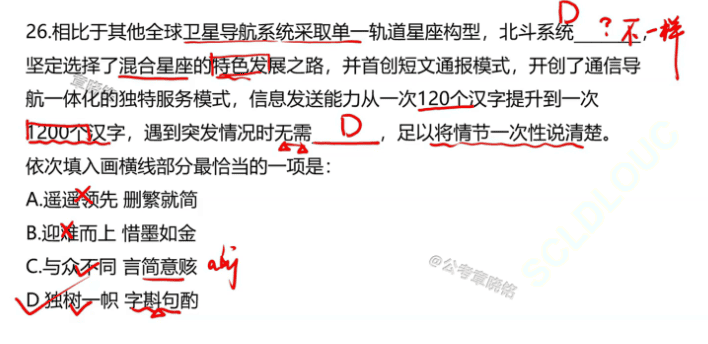 D
26.相比于其他全球卫星导航系统采取单一轨道星座构型，北斗系统______，
？不一样
坚定选择了混合星座的特色发展之路，并首创短文通报模式，开创了通信导
航一体化的独特服务模式，信息发送能力从一次120个汉字提升到一次
1200个汉字，遇到突发情况时无需___D___，足以将情节一次性说清楚。
依次填入画横线部分最恰当的一项是：
A.遥遥领先 删繁就简
B.迎难而上 惜墨如金
C.与众不同 言简意赅 adj
D.独树一帜 字斟句酌
@公考章晓铭
SCLDLOUC